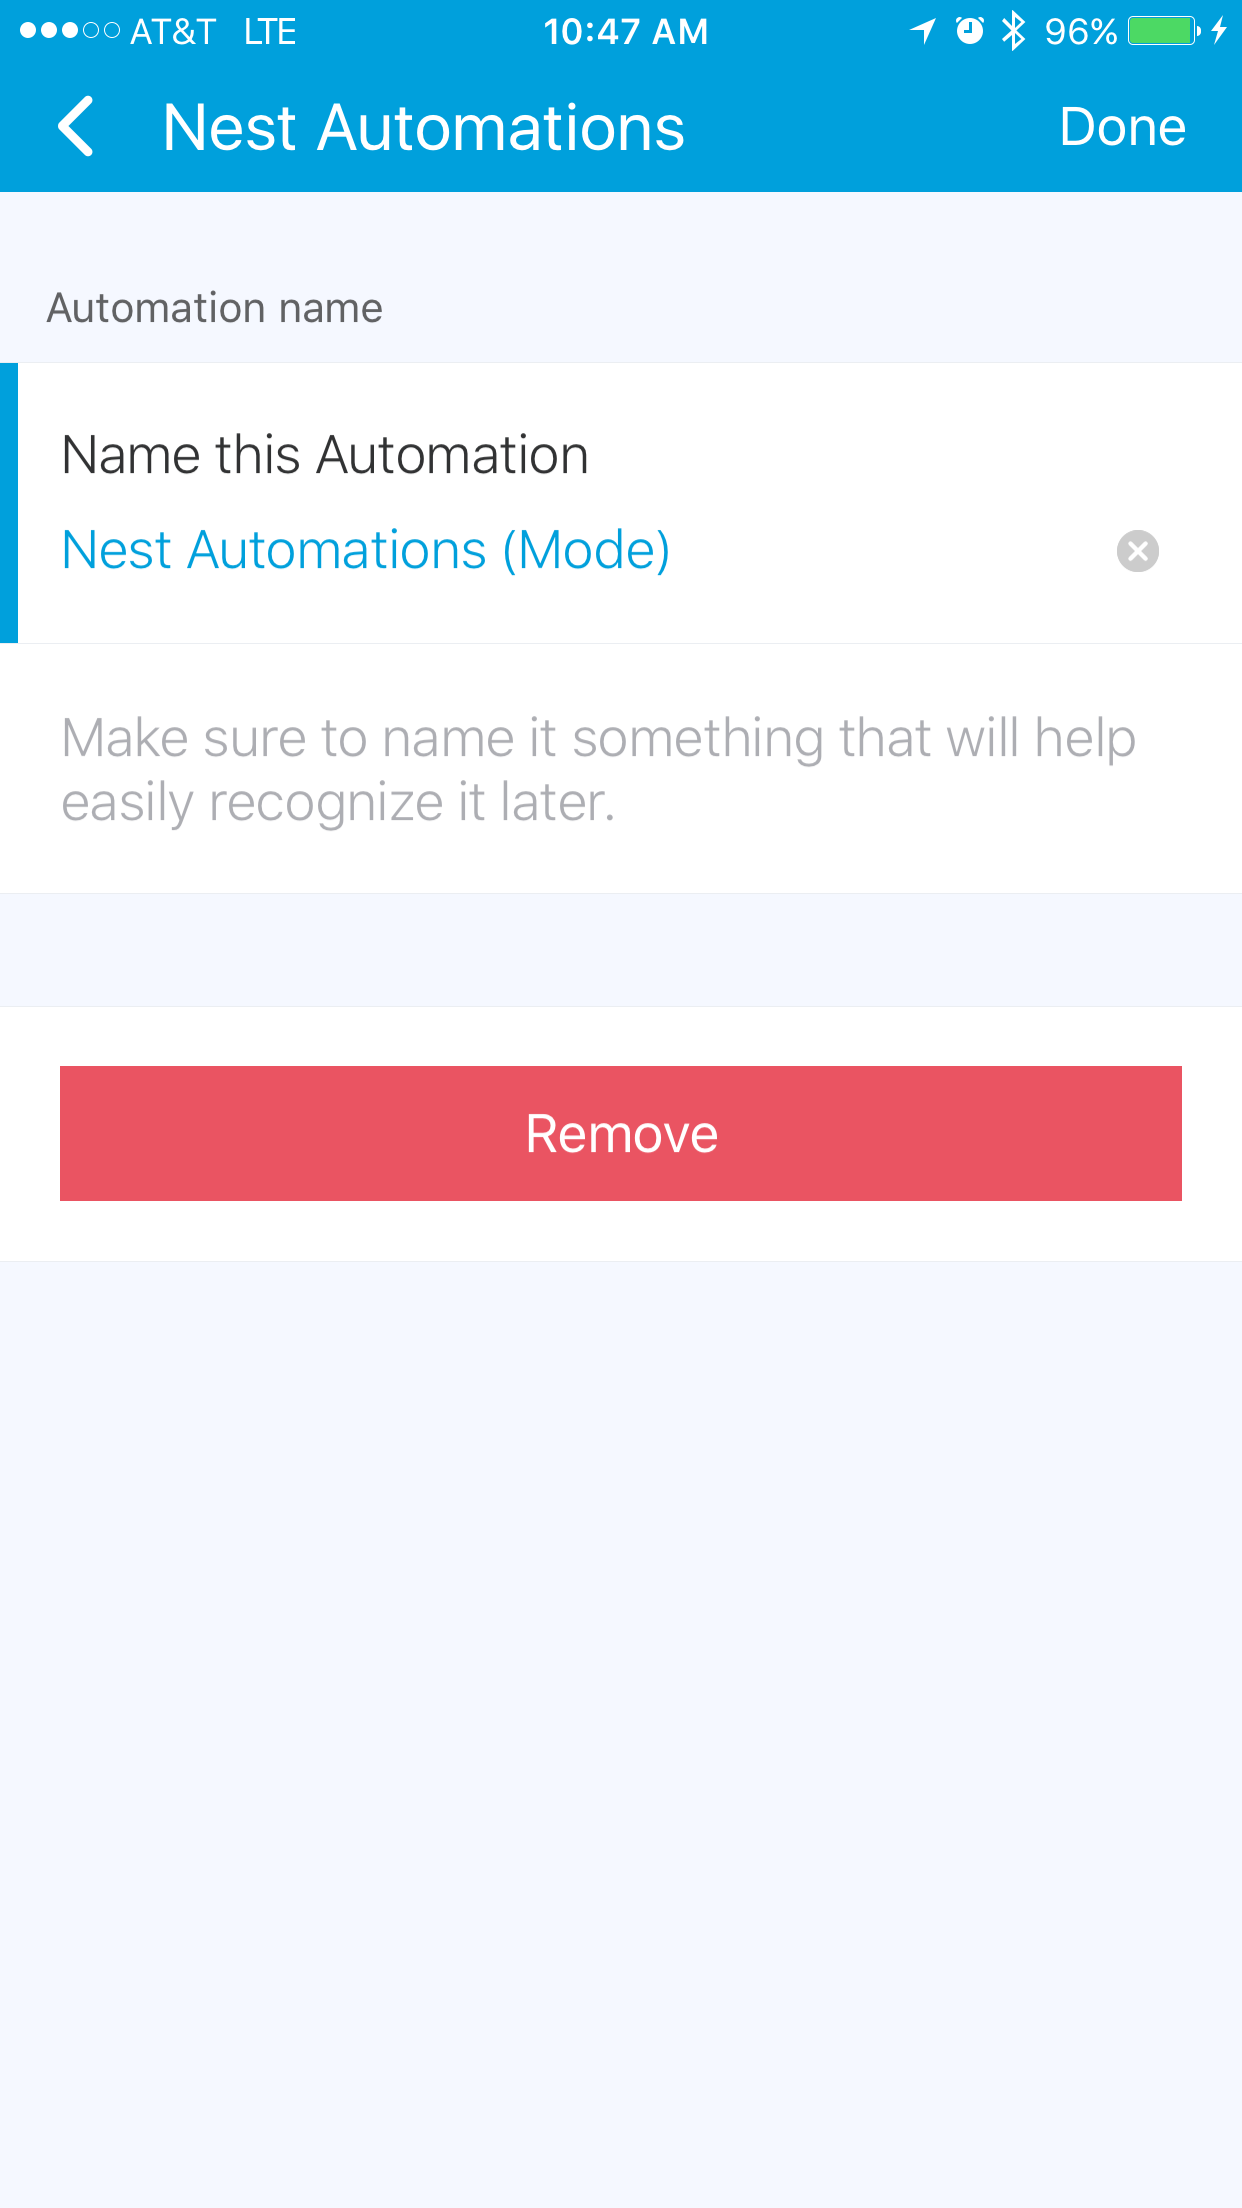 AT&T LTE 10:47 AM 96%
Nest Automations Done
Automation name
Name this Automation
Nest Automations (Mode)
Make sure to name it something that will help
easily recognize it later.
Remove